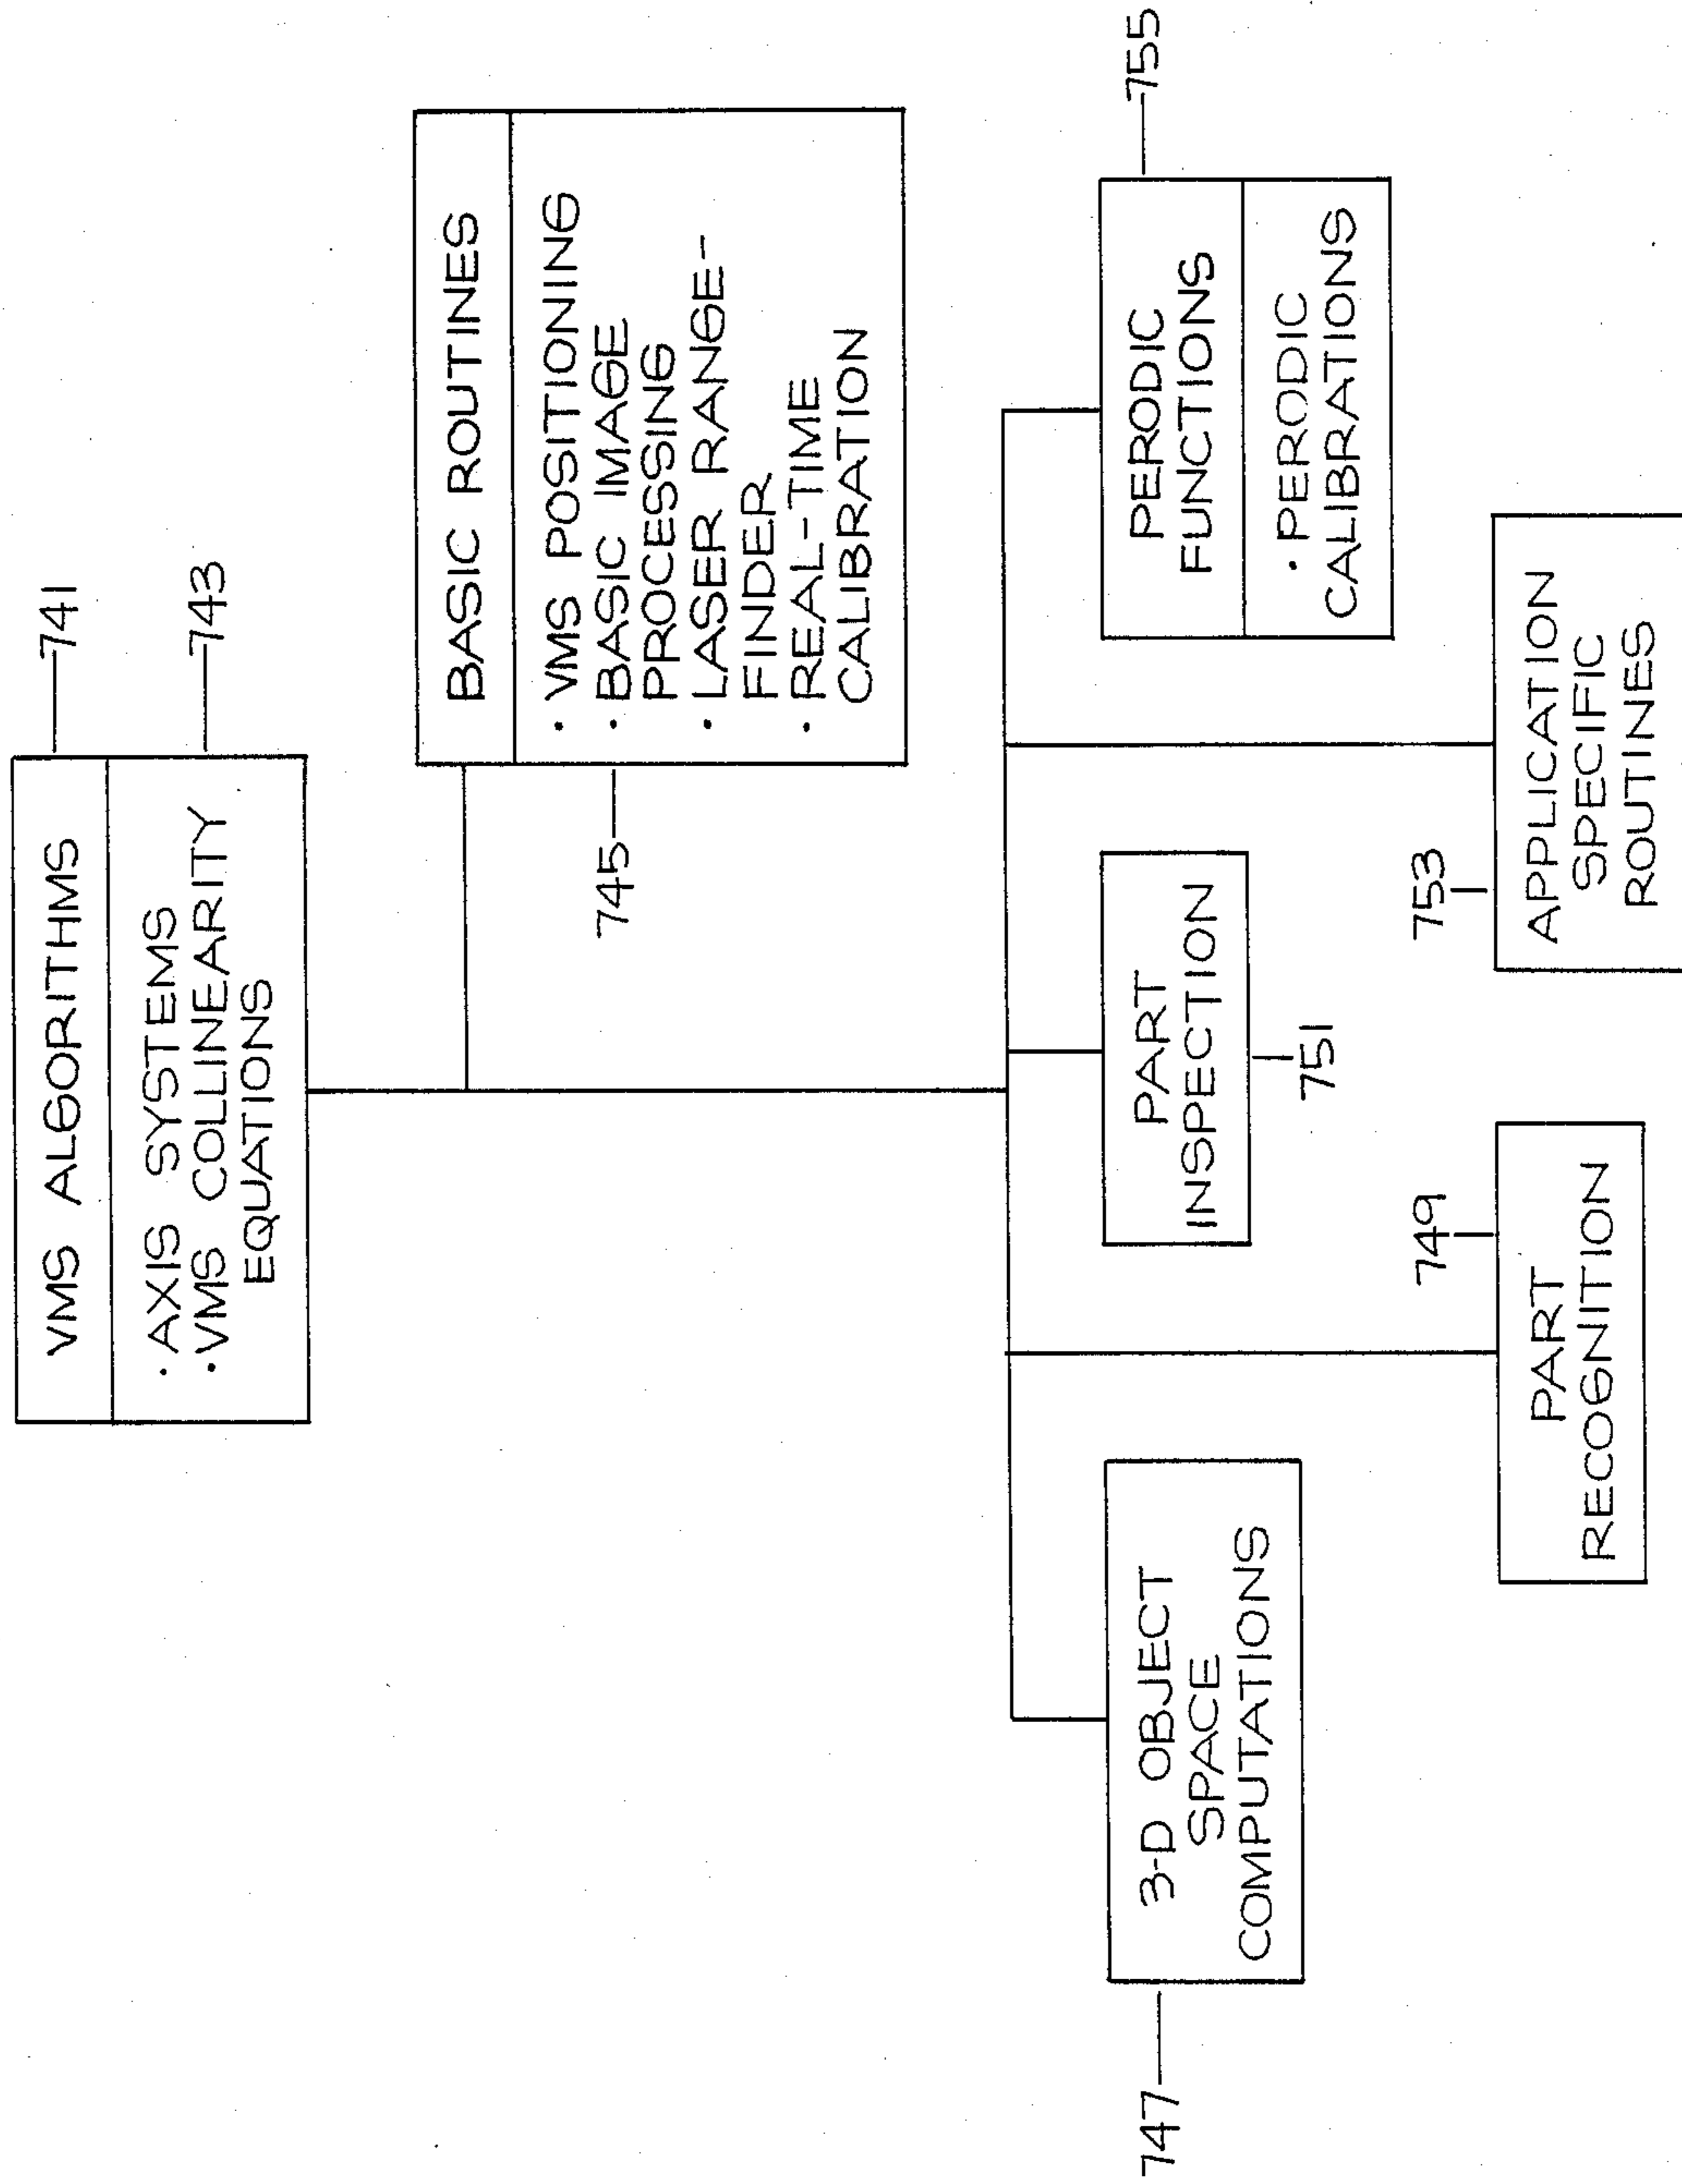 VMS ALGORITHMS
741
· AXIS SYSTEMS
· VMS COLLINEARITY
EQUATIONS
743
BASIC ROUTINES
· VMS POSITIONING
· BASIC IMAGE
PROCESSING
· LASER RANGE-
FINDER
· REAL-TIME
CALIBRATION
745
3-D OBJECT
SPACE
COMPUTATIONS
747
PART
RECOGNITION
749
PART
INSPECTION
751
APPLICATION
SPECIFIC
ROUTINES
753
PERODIC
FUNCTIONS
· PERODIC
CALIBRATIONS
755